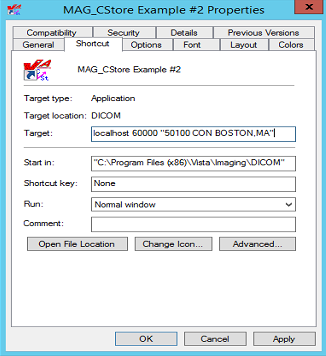 MAG_CStore Example #2 Properties
x
Compatibility Security Details Previous Versions
General Shortcut Options Font Layout Colors
MAG_CStore Example #2
Target type: Application
Target location: DICOM
Target: localhost 60000 "50100 CON BOSTON,MA"
Start in: "C:\Program Files (x86)\Vista\Imaging\DICOM"
Shortcut key: None
Run: Normal window
Comment:
Open File Location Change Icon... Advanced...
OK Cancel Apply